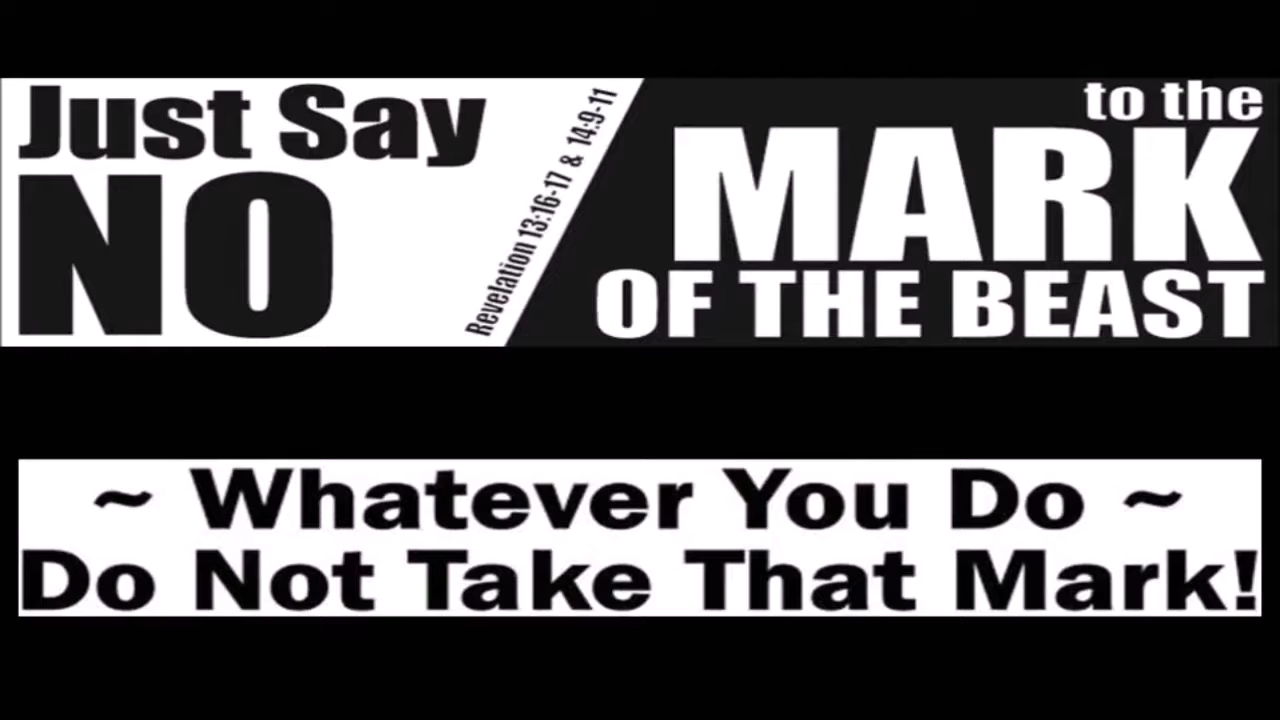 Just Say
NO
Revelation 13:16-17 & 14:9-11
to the
MARK
OF THE BEAST
~ Whatever You Do ~
Do Not Take That Mark!